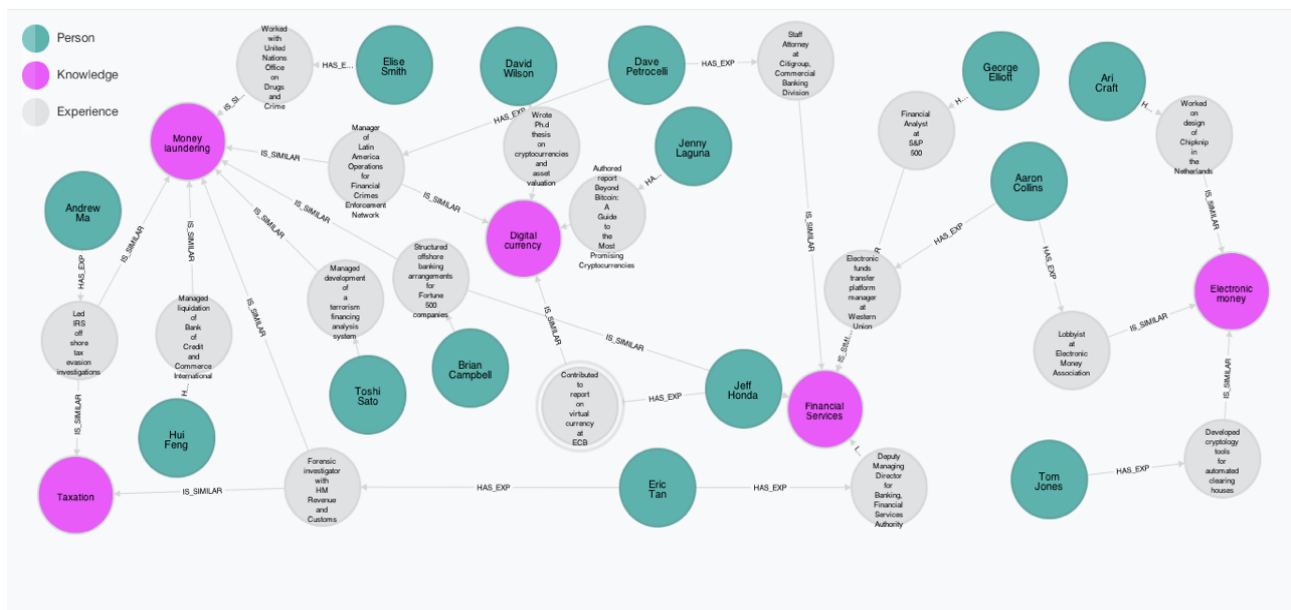 Person
Knowledge
Experience
Worked
with
United
Nations
Office
on
Drugs
and
Crime
HAS_E...
Elise
Smith
IS_SI...
David
Wilson
Dave
Petrocelli
HAS_EXP
Staff
Attorney
at
Citigroup,
Commercial
Banking
Division
George
Elliott
H...
Financial
Analyst
at
S&P
500
Ari
Craft
H...
Worked
on
design
of
Chipknip
in
the
Netherlands
Money
laundering
IS_SIMILAR
Manager
of
Latin
America
Operations
for
Financial
Crimes
Enforcement
Network
HAS_EXP
Wrote
Ph.d
thesis
on
cryptocurrencies
and
asset
valuation
Jenny
Laguna
HA...
Authored
report
Beyond
Bitcoin:
A
Guide
to
the
Most
Promising
Cryptocurrencies
IS_SIMILAR
Digital
currency
Andrew
Ma
HAS_EXP
IS_SIMILAR
IS_SIMILAR
IS_SIMILAR
IS_SIMILAR
Aaron
Collins
HAS_EXP
HAS_EXP
IS_SIMILAR
IS_SIMILAR
R
Led
IRS
off
shore
tax
evasion
investigations
Managed
liquidation
of
Bank
of
Credit
and
Commerce
International
IS_SIMILAR
Managed
development
of
a
terrorism
financing
analysis
system
Structured
offshore
banking
arrangements
for
Fortune
500
companies
IS_SIMILAR
IS_SIMILAR
Electronic
funds
transfer
platform
manager
at
Western
Union
IS_SIMI...
Lobbyist
at
Electronic
Money
Association
IS_SIMILAR
Electronic
money
IS_SIMILAR
H
Hui
Feng
Toshi
Sato
Brian
Campbell
Contributed
to
report
on
virtual
currency
at
ECB
HAS_EXP
Jeff
Honda
Financial
Services
IS_SIMILAR
Taxation
IS_SIMILAR
Forensic
investigator
with
HM
Revenue
and
Customs
HAS_EXP
Eric
Tan
HAS_EXP
I...
Deputy
Managing
Director
for
Banking,
Financial
Services
Authority
Tom
Jones
HAS_EXP
Developed
cryptology
tools
for
automated
clearing
houses